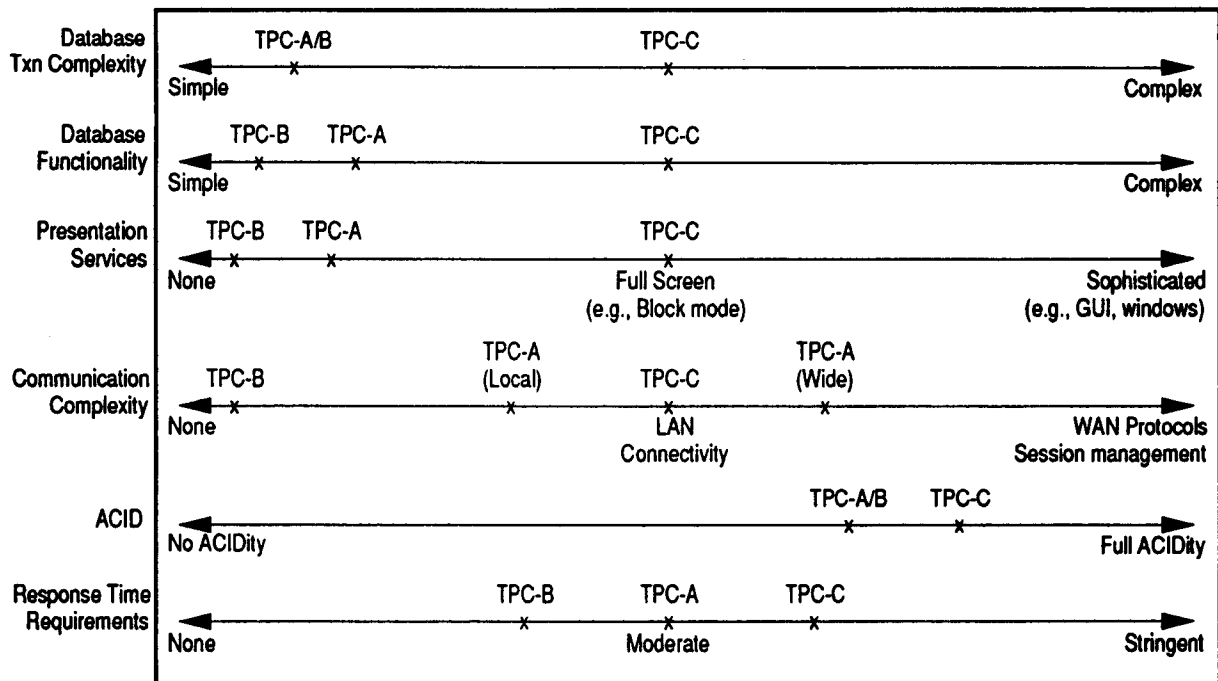 Database
Txn Complexity
TPC-A/B
TPC-C
Simple
Complex
Database
Functionality
TPC-B
TPC-A
TPC-C
Simple
Complex
Presentation
Services
TPC-B
TPC-A
TPC-C
None
Full Screen
(e.g., Block mode)
Sophisticated
(e.g., GUI, windows)
Communication
Complexity
TPC-B
TPC-A
(Local)
TPC-C
TPC-A
(Wide)
None
LAN
Connectivity
WAN Protocols
Session management
ACID
TPC-A/B
TPC-C
No ACIDity
Full ACIDity
Response Time
Requirements
TPC-B
TPC-A
TPC-C
None
Moderate
Stringent